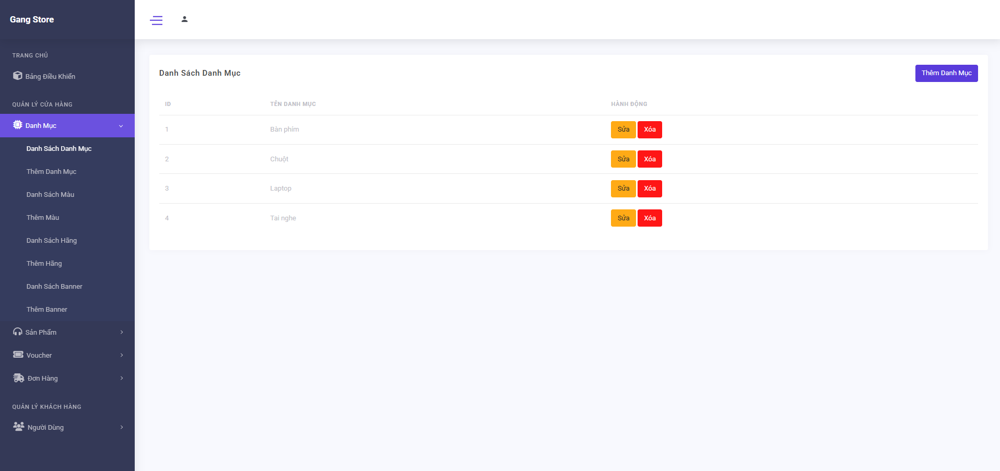 Gang Store
TRANG CHỦ
Bảng Điều Khiển
QUẢN LÝ CỬA HÀNG
Danh Mục
Danh Sách Danh Mục
Thêm Danh Mục
Danh Sách Màu
Thêm Màu
Danh Sách Hãng
Thêm Hãng
Danh Sách Banner
Thêm Banner
Sản Phẩm
Voucher
Đơn Hàng
QUẢN LÝ KHÁCH HÀNG
Người Dùng
Danh Sách Danh Mục
Thêm Danh Mục
ID TÊN DANH MỤC HÀNH ĐỘNG
1 Bàn phím Sửa Xóa
2 Chuột Sửa Xóa
3 Laptop Sửa Xóa
4 Tai nghe Sửa Xóa